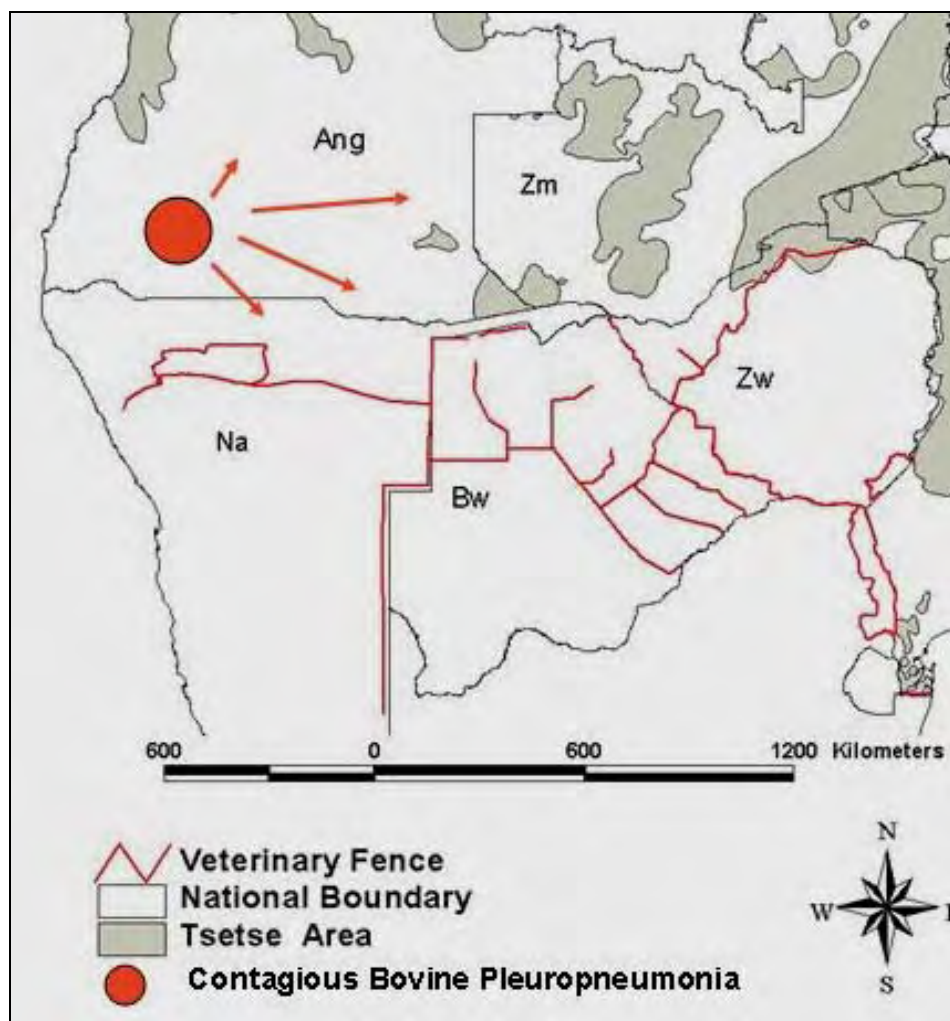 Ang
Zm
Zw
Na
Bw
600 0 600 1200 Kilometers
Veterinary Fence
National Boundary
Tsetse Area
Contagious Bovine Pleuropneumonia
N
W
S